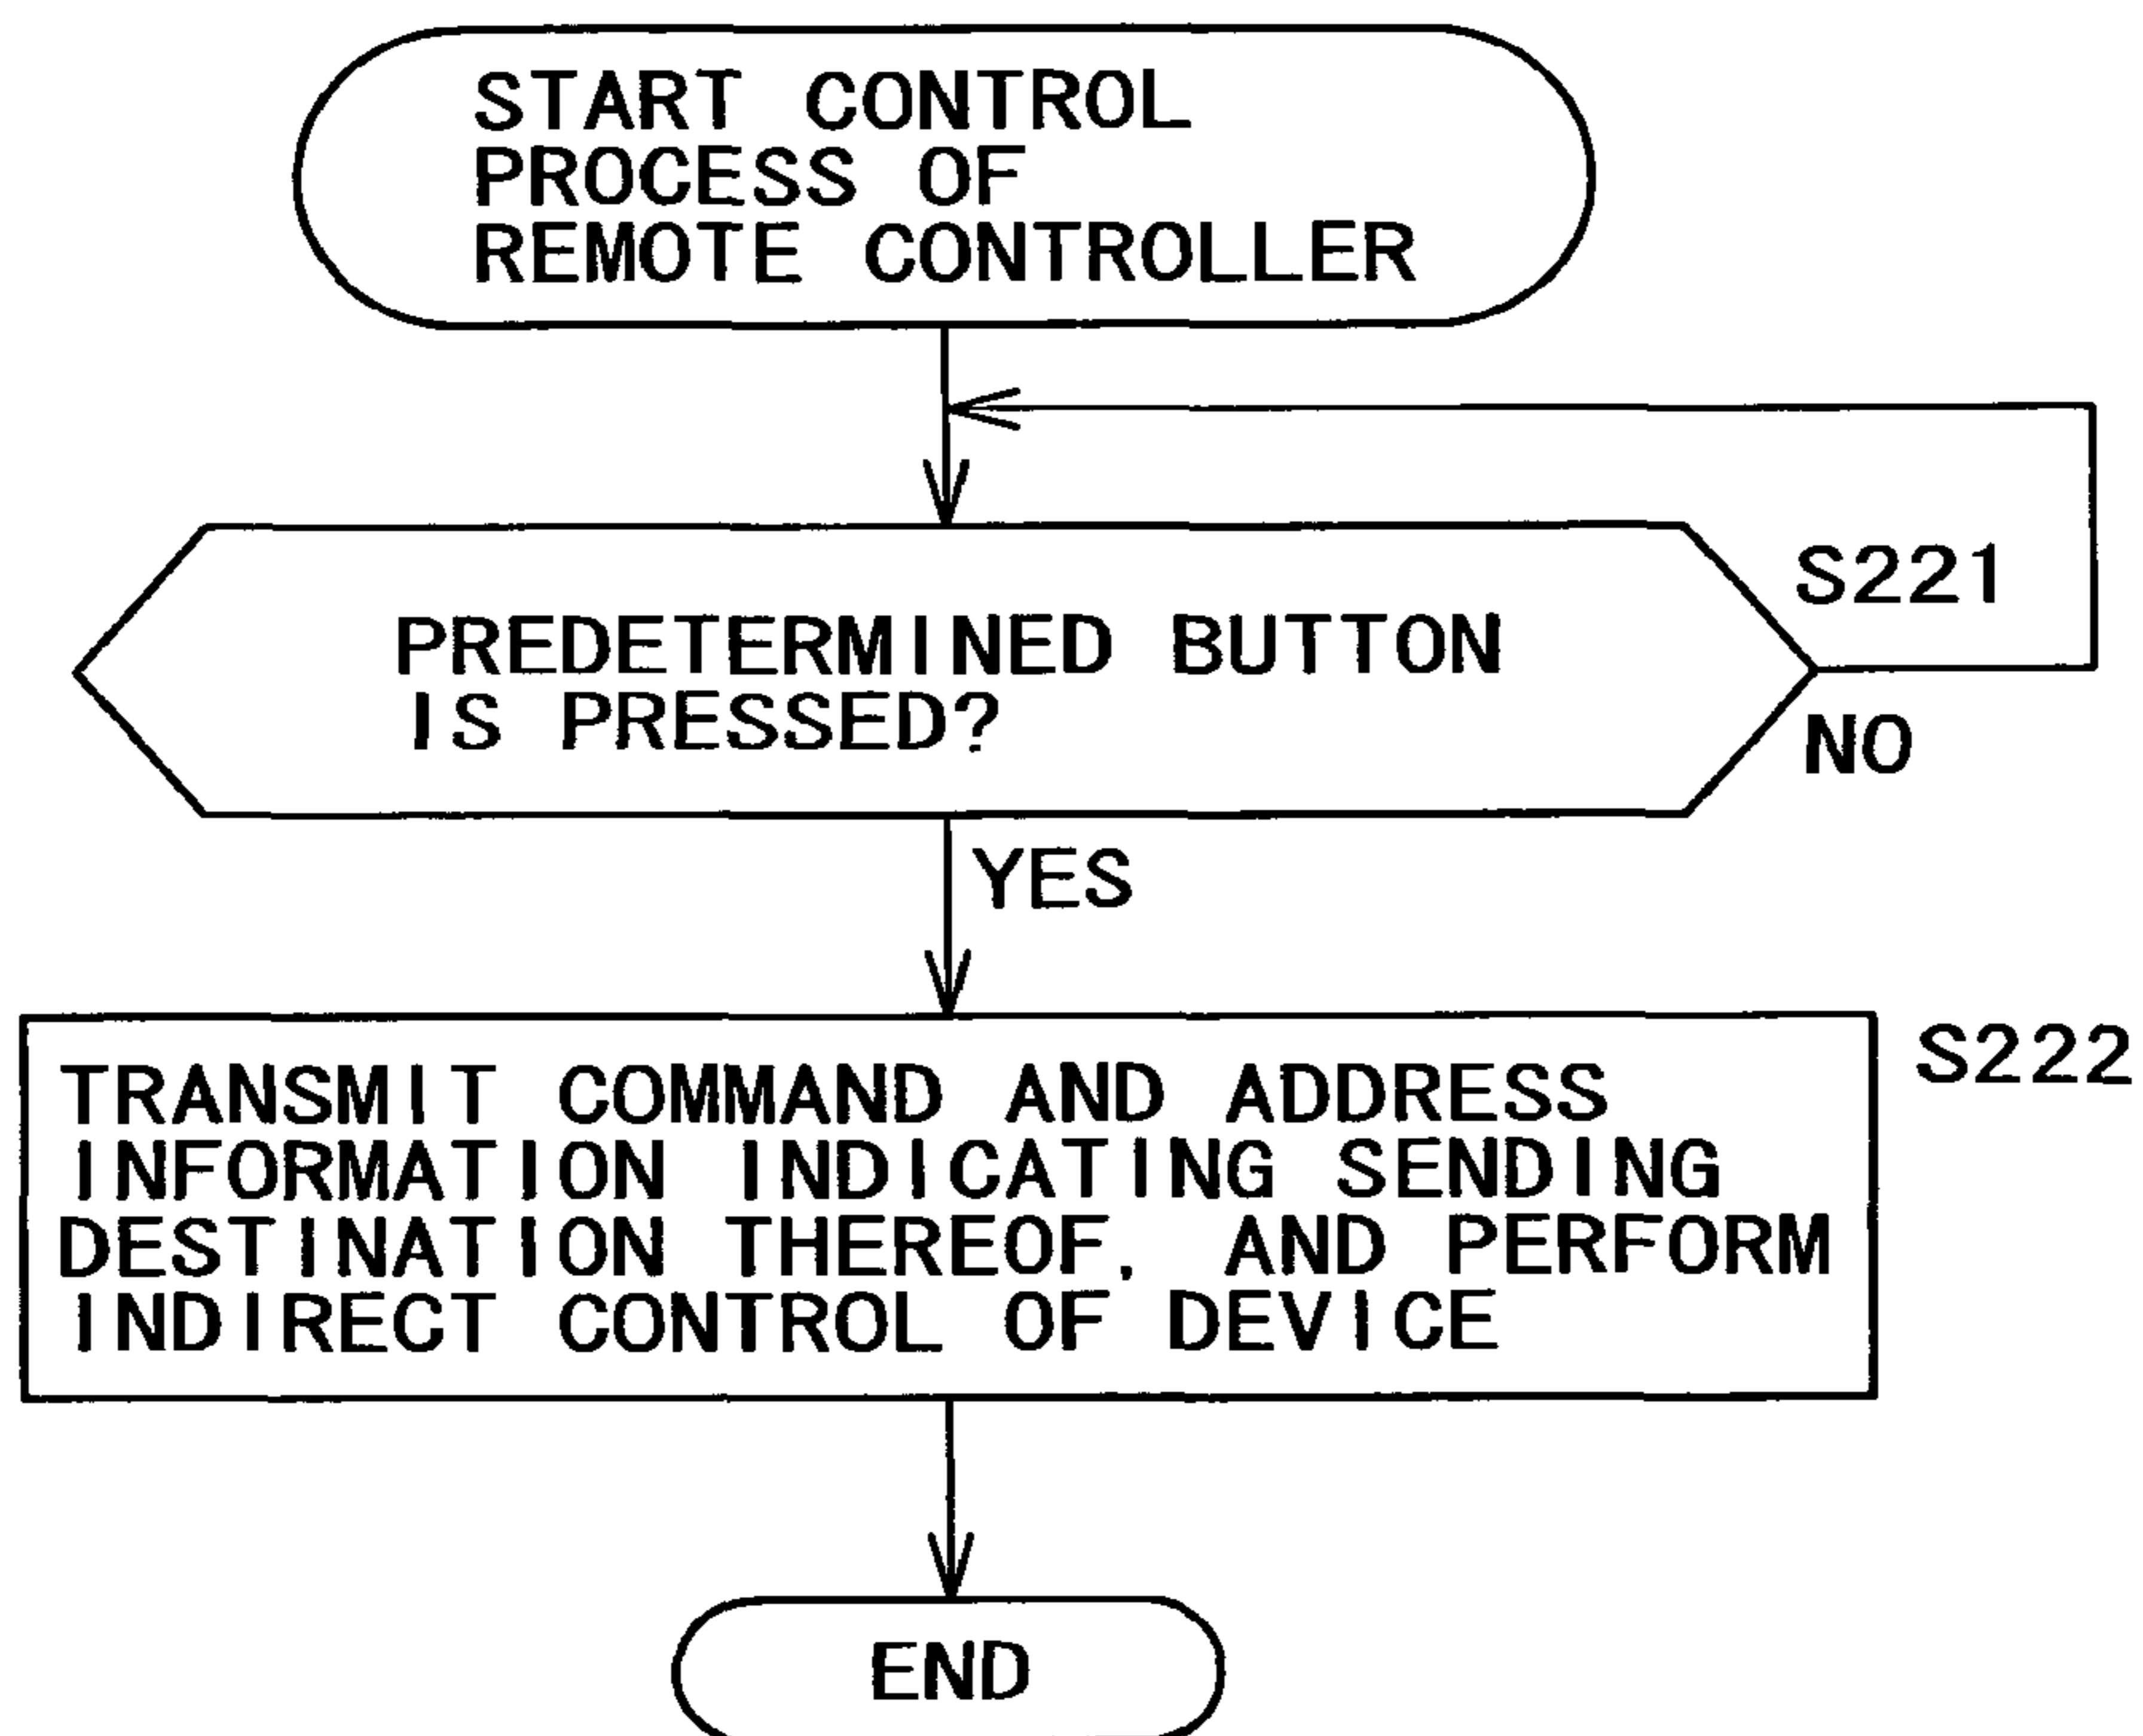 START CONTROL
PROCESS OF
REMOTE CONTROLLER
S221
PREDETERMINED BUTTON
IS PRESSED?
NO
YES
S222
TRANSMIT COMMAND AND ADDRESS
INFORMATION INDICATING SENDING
DESTINATION THEREOF, AND PERFORM
INDIRECT CONTROL OF DEVICE
END